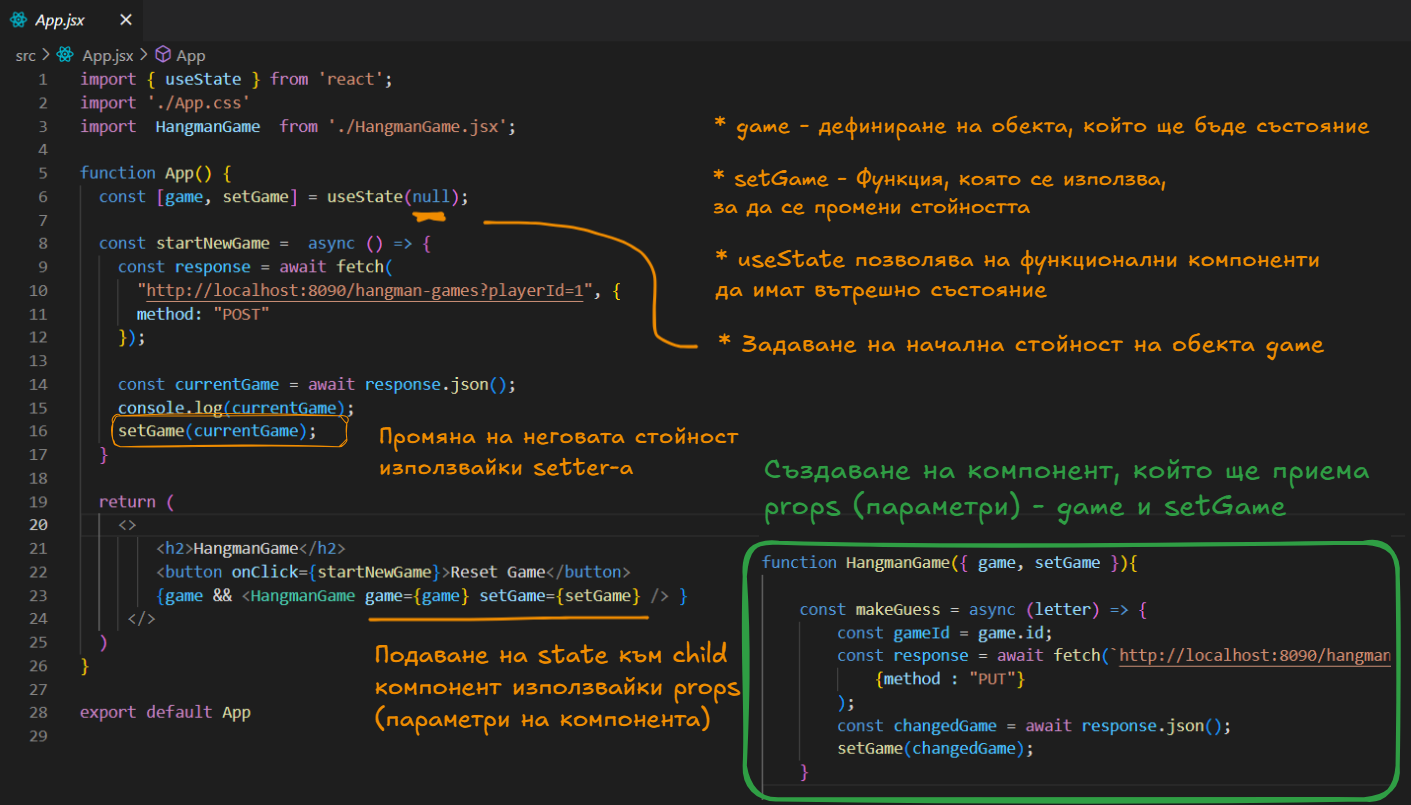 App.jsx
src > App.jsx > App
1 import { useState } from 'react';
2 import './App.css'
3 import HangmanGame from './HangmanGame.jsx';
4
5 function App() {
6 const [game, setGame] = useState(null);
7
8 const startNewGame = async () => {
9 const response = await fetch(
10 "http://localhost:8090/hangman-games?playerId=1", {
11 method: "POST"
12 });
13
14 const currentGame = await response.json();
15 console.log(currentGame);
16 setGame(currentGame);
17 }
18
19 return (
20 <>
21 <h2>HangmanGame</h2>
22 <button onClick={startNewGame}>Reset Game</button>
23 {game && <HangmanGame game={game} setGame={setGame} /> }
24 </>
25 )
26 }
27
28 export default App
29
* game - дефиниране на обекта, който ще бъде състояние
* setGame - Функция, която се използва,
за да се промени стойността
* useState позволява на функционални компоненти
да имат вътрешно състояние
* Задаване на начална стойност на обекта game
Промяна на неговата стойност
използвайки setter-а
Подаване на state към child
компонент използвайки props
(параметри на компонента)
Създаване на компонент, който ще приема
props (параметри) - game и setGame
function HangmanGame({ game, setGame }){
const makeGuess = async (letter) => {
const gameId = game.id;
const response = await fetch(`http://localhost:8090/hangman
{method : "PUT"}
);
const changedGame = await response.json();
setGame(changedGame);
}